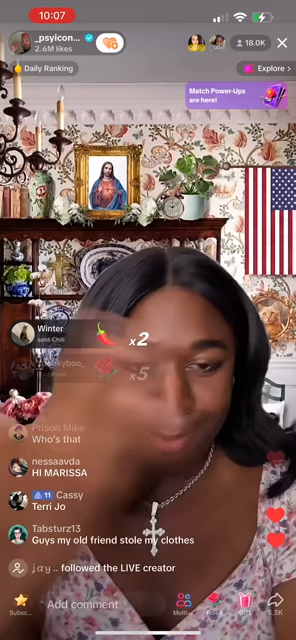 10:07
_psyicon...
2.6M likes
18.0K
Daily Ranking
Explore >
Match Power-Ups
are here!
Winter
sent Chili
x2
x5
Prison Mike
Who's that
nessaavda
HI MARISSA
11 Cassy
Terri Jo
Tabsturz13
Guys my old friend stole my clothes
jay .. followed the LIVE creator
Subsc...
Add comment
Multi-...
Rose
Gift
5.3K